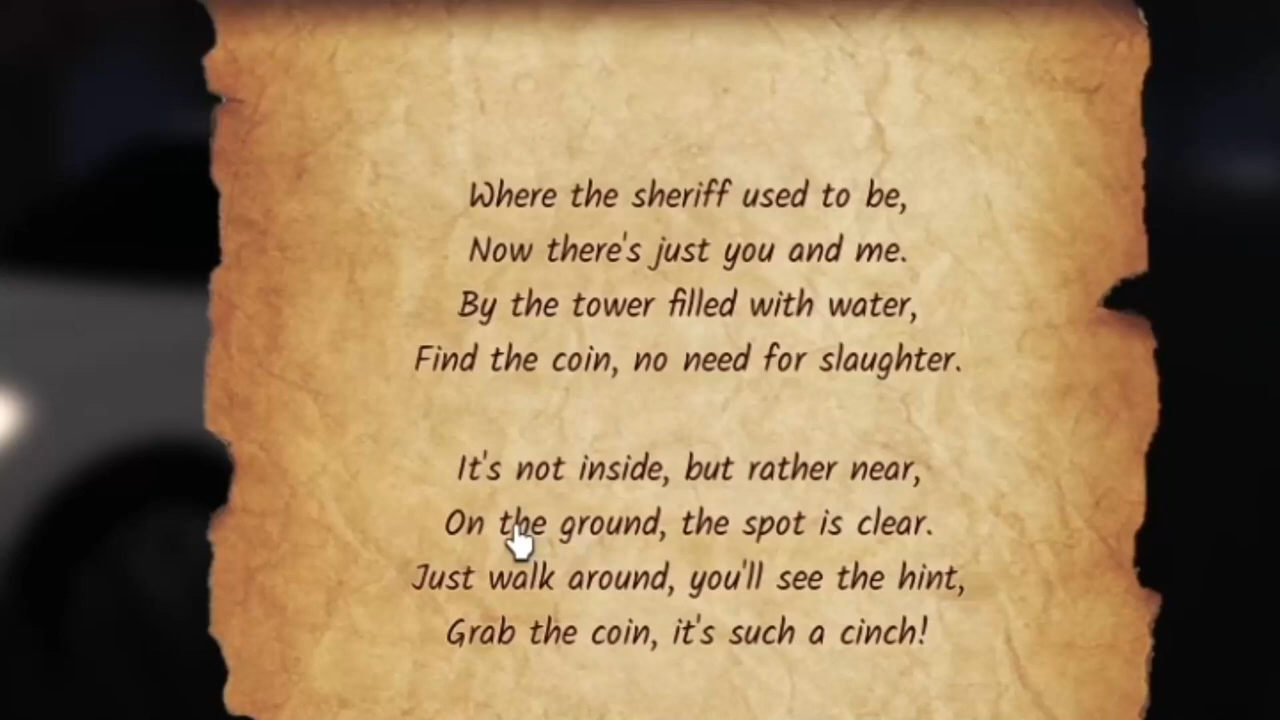 Where the sheriff used to be,
Now there's just you and me.
By the tower filled with water,
Find the coin, no need for slaughter.
It's not inside, but rather near,
On the ground, the spot is clear.
Just walk around, you'll see the hint,
Grab the coin, it's such a cinch!